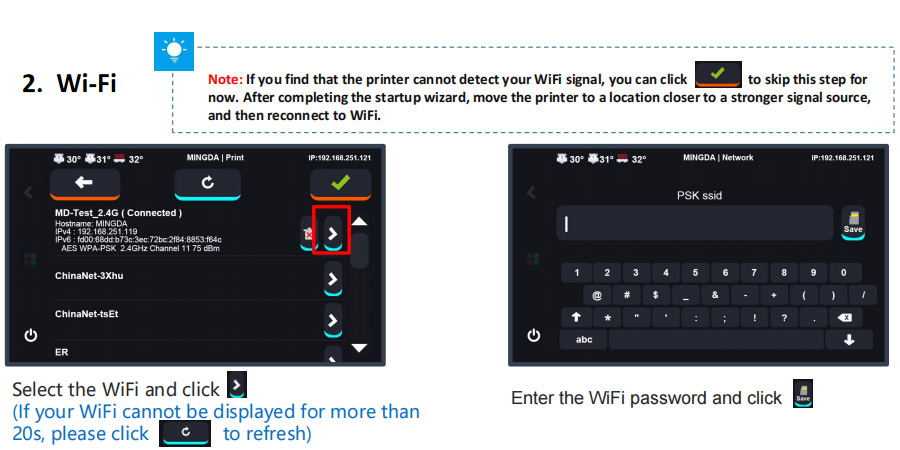 2. Wi-Fi
Note: If you find that the printer cannot detect your WiFi signal, you can click to skip this step for
now. After completing the startup wizard, move the printer to a location closer to a stronger signal source,
and then reconnect to WiFi.
30° 31° 32° MINGDA | Print IP:192.168.251.121
MD-Test_2.4G ( Connected )
Hostname: MINGDA
IPv4 : 192.168.251.119
IPv6 : fd00:68dd:b73c:3ec:72bc:2f84:8853:f64c
AES WPA-PSK 2.4GHz Channel 11 75 dBm
ChinaNet-3Xhu
ChinaNet-tsEt
ER
Select the WiFi and click
(If your WiFi cannot be displayed for more than
20s, please click to refresh)
30° 31° 32° MINGDA | Network IP:192.168.251.121
PSK ssid
Save
1 2 3 4 5 6 7 8 9 0
@ # $ _ & - + ( ) /
* " ' : ; ! ? .
abc
Enter the WiFi password and click Save